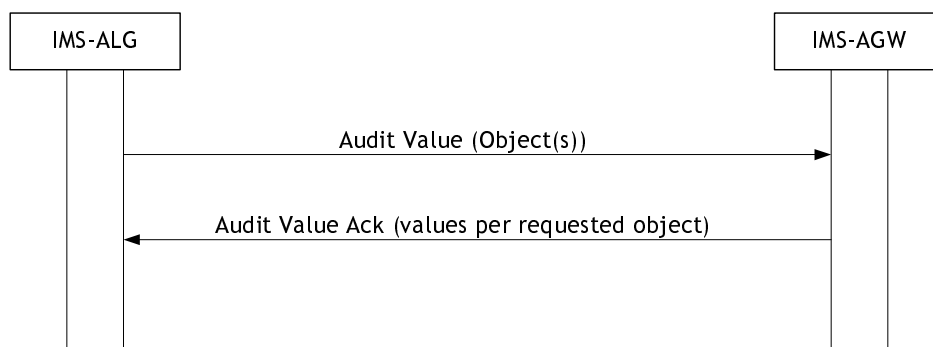 IMS-ALG
IMS-AGW
Audit Value (Object(s))
Audit Value Ack (values per requested object)